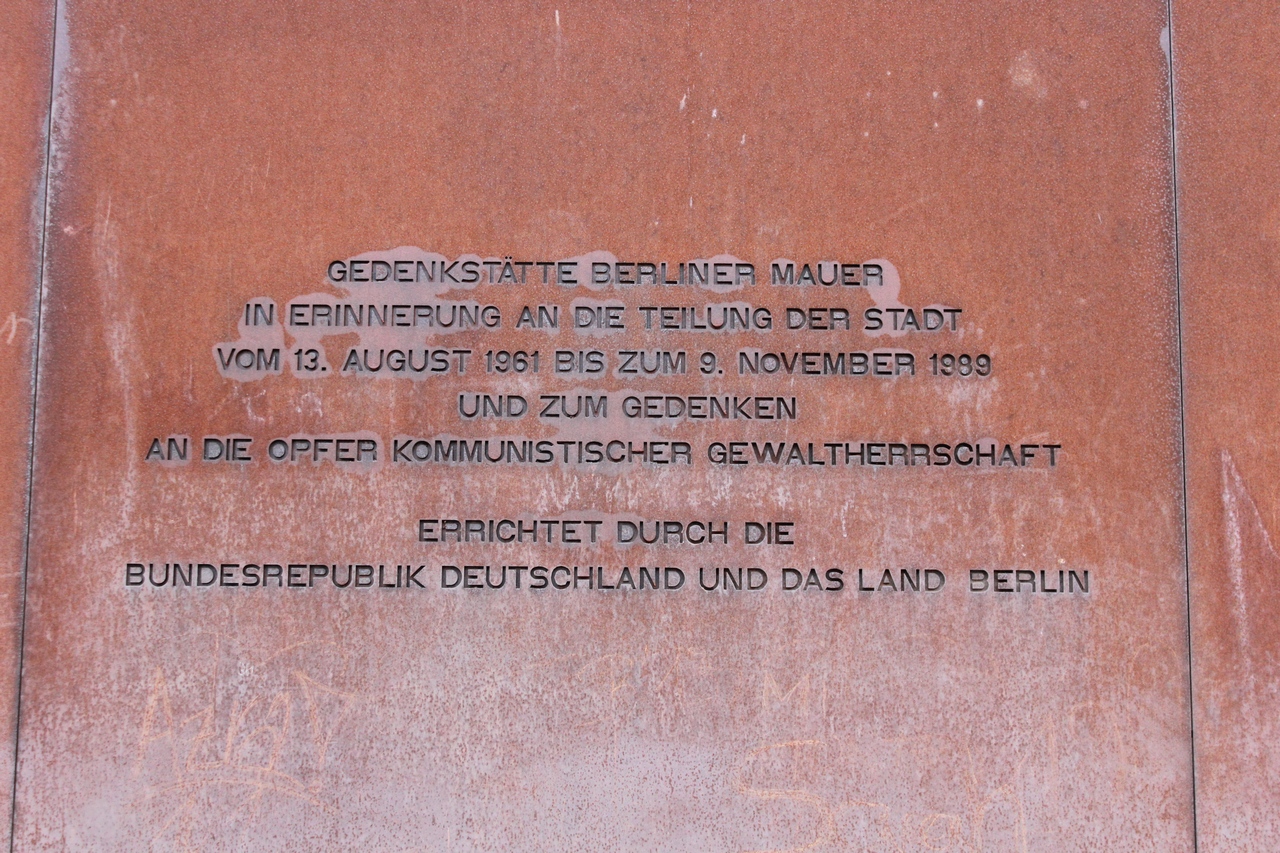 GEDENKSTÄTTE BERLINER MAUER
IN ERINNERUNG AN DIE TEILUNG DER STADT
VOM 13. AUGUST 1961 BIS ZUM 9. NOVEMBER 1989
UND ZUM GEDENKEN
AN DIE OPFER KOMMUNISTISCHER GEWALTHERRSCHAFT
ERRICHTET DURCH DIE
BUNDESREPUBLIK DEUTSCHLAND UND DAS LAND BERLIN